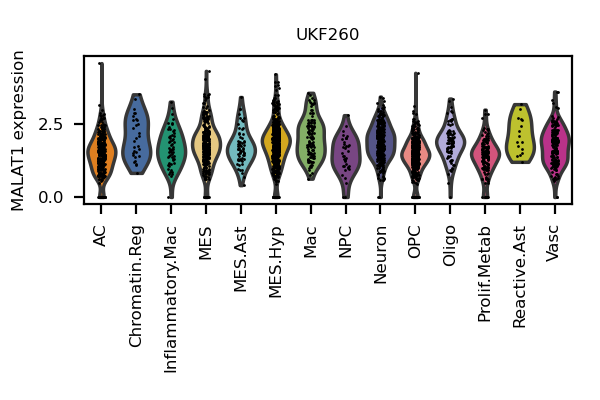 UKF260
MALAT1 expression
2.5
0.0
AC
Chromatin.Reg
Inflammatory.Mac
MES
MES.Ast
MES.Hyp
Mac
NPC
Neuron
OPC
Oligo
Prolif.Metab
Reactive.Ast
Vasc